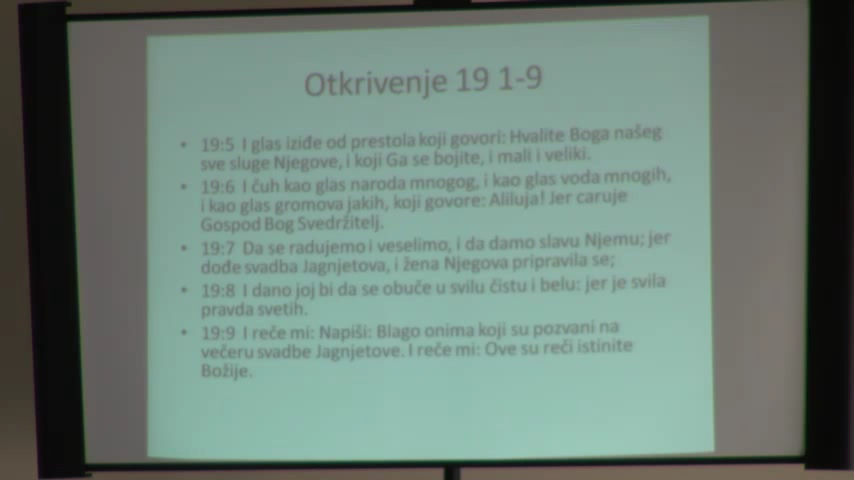 Otkrivenje 19 1-9
• 19:5 I glas iziđe od prestola koji govori: Hvalite Boga našeg
sve sluge Njegove, i koji Ga se bojite, i mali i veliki.
• 19:6 I čuh kao glas naroda mnogog, i kao glas voda mnogih,
i kao glas gromova jakih, koji govore: Aliluja! Jer caruje
Gospod Bog Svedržitelj.
• 19:7 Da se radujemo i veselimo, i da damo slavu Njemu; jer
dođe svadba Jagnjetova, i žena Njegova pripravila se;
• 19:8 I dano joj bi da se obuče u svilu čistu i belu: jer je svila
pravda svetih.
• 19:9 I reče mi: Napiši: Blago onima koji su pozvani na
večeru svadbe Jagnjetove. I reče mi: Ove su reči istinite
Božije.